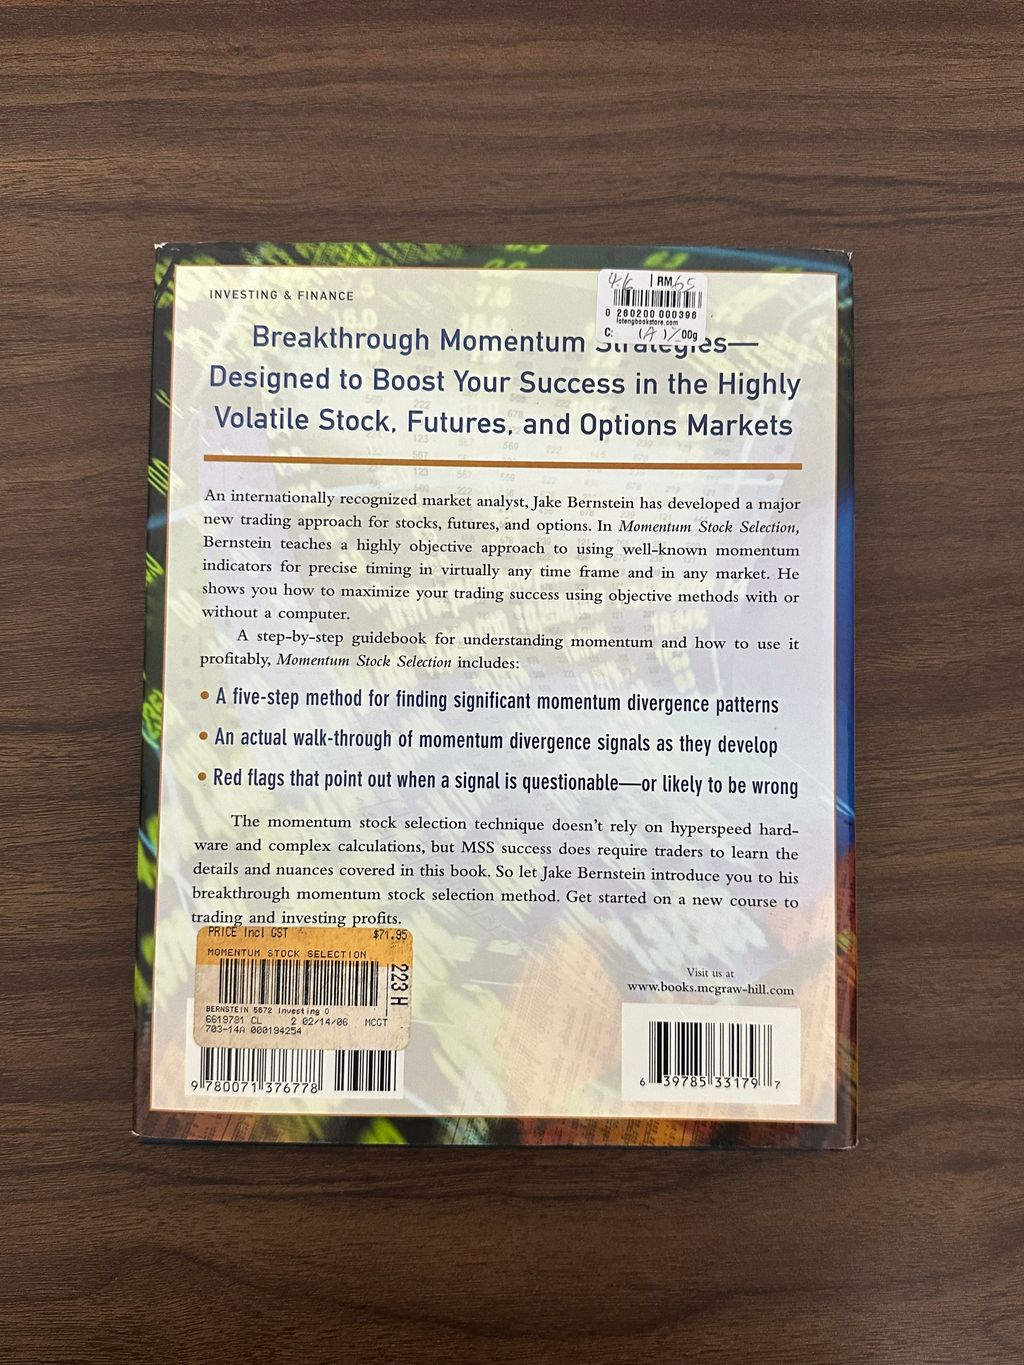 INVESTING & FINANCE
4.6 | RM65
0 260200 000396
fotengbookstore.com
C: (A) 1%00g
Breakthrough Momentum Strategies—
Designed to Boost Your Success in the Highly
Volatile Stock, Futures, and Options Markets
An internationally recognized market analyst, Jake Bernstein has developed a major
new trading approach for stocks, futures, and options. In Momentum Stock Selection,
Bernstein teaches a highly objective approach to using well-known momentum
indicators for precise timing in virtually any time frame and in any market. He
shows you how to maximize your trading success using objective methods with or
without a computer.
A step-by-step guidebook for understanding momentum and how to use it
profitably, Momentum Stock Selection includes:
• A five-step method for finding significant momentum divergence patterns
• An actual walk-through of momentum divergence signals as they develop
• Red flags that point out when a signal is questionable—or likely to be wrong
The momentum stock selection technique doesn't rely on hyperspeed hard-
ware and complex calculations, but MSS success does require traders to learn the
details and nuances covered in this book. So let Jake Bernstein introduce you to his
breakthrough momentum stock selection method. Get started on a new course to
trading and investing profits.
PRICE Incl GST $71.95
MOMENTUM STOCK SELECTION
223 H
BERNSTEIN 5672 Investing O
6619791 CL 2 02/14/06 MCGT
703-14A 000194254
9 780071 376778
Visit us at
www.books.mcgraw-hill.com
6 39785 33179 7